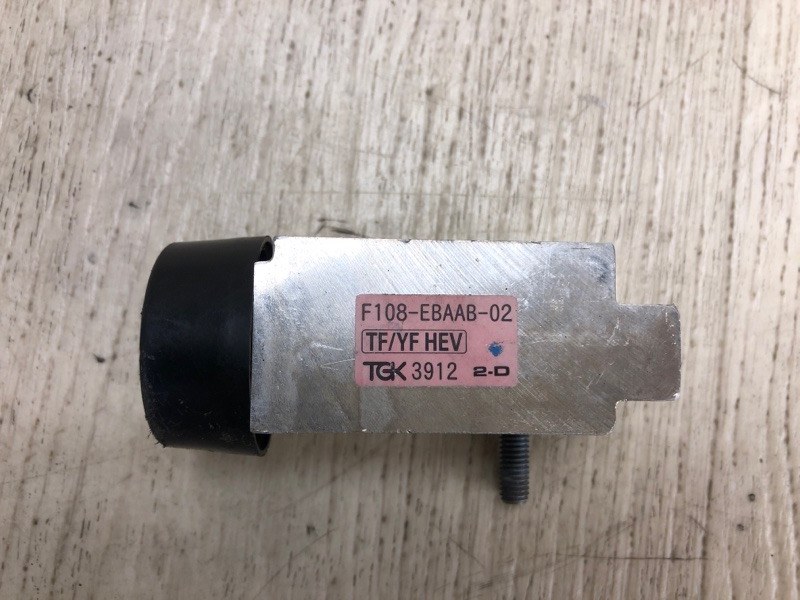 F108-EBAAB-02
TF/YF HEV
TGK 3912 2-D